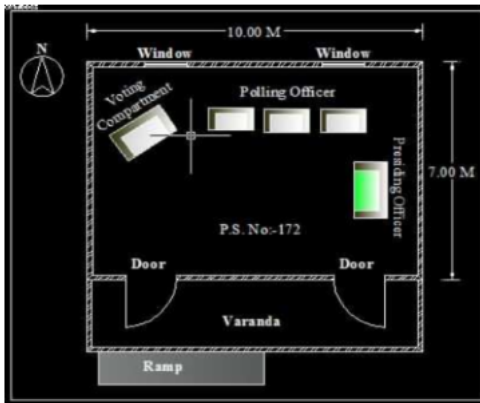 10.00 M
N
Window
Window
Voting
Compartment
Polling Officer
Presiding Officer
7.00 M
P.S. No:-172
Door
Door
Varanda
Ramp